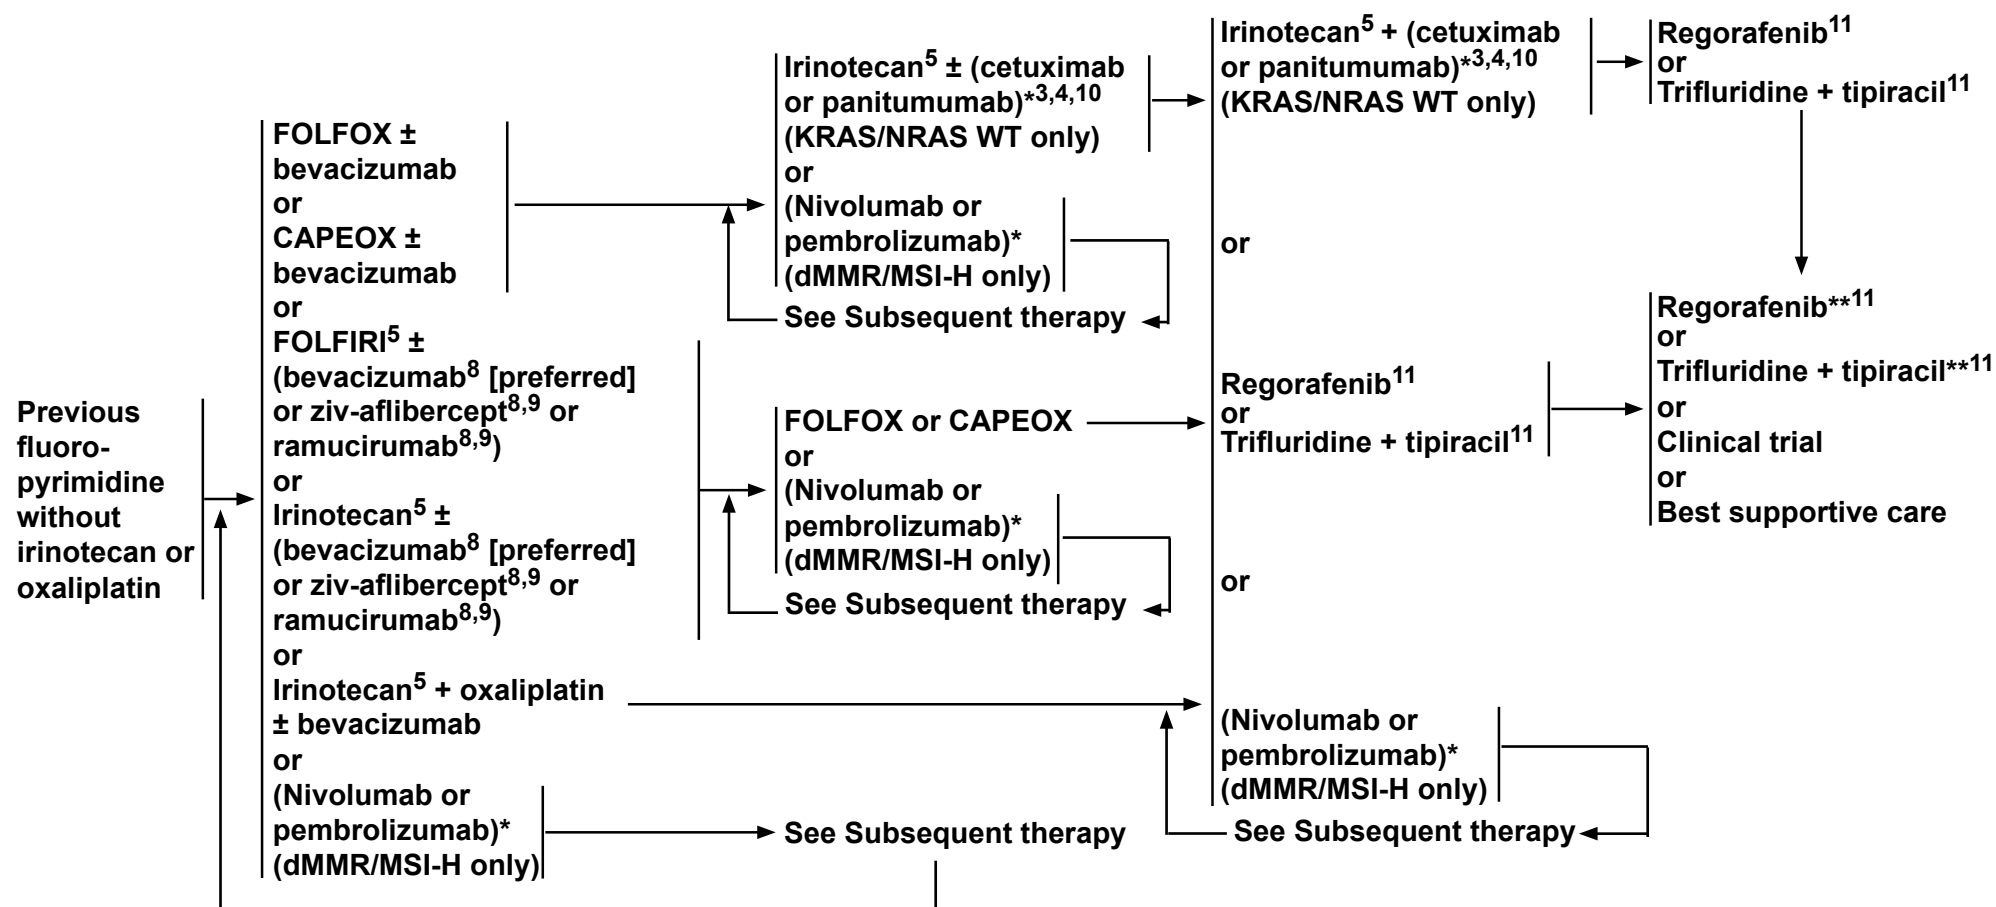 Previous
fluoro-
pyrimidine
without
irinotecan or
oxaliplatin
FOLFOX ±
bevacizumab
or
CAPEOX ±
bevacizumab
or
FOLFIRI5 ±
(bevacizumab8 [preferred]
or ziv-aflibercept8,9 or
ramucirumab8,9)
or
Irinotecan5 ±
(bevacizumab8 [preferred]
or ziv-aflibercept8,9 or
ramucirumab8,9)
or
Irinotecan5 + oxaliplatin
± bevacizumab
or
(Nivolumab or
pembrolizumab)*
(dMMR/MSI-H only)
Irinotecan5 ± (cetuximab
or panitumumab)*3,4,10
(KRAS/NRAS WT only)
or
(Nivolumab or
pembrolizumab)*
(dMMR/MSI-H only)
See Subsequent therapy
FOLFOX or CAPEOX
or
(Nivolumab or
pembrolizumab)*
(dMMR/MSI-H only)
See Subsequent therapy
See Subsequent therapy
Irinotecan5 + (cetuximab
or panitumumab)*3,4,10
(KRAS/NRAS WT only)
or
Regorafenib11
or
Trifluridine + tipiracil11
or
(Nivolumab or
pembrolizumab)*
(dMMR/MSI-H only)
See Subsequent therapy
Regorafenib11
or
Trifluridine + tipiracil11
Regorafenib**11
or
Trifluridine + tipiracil**11
or
Clinical trial
or
Best supportive care